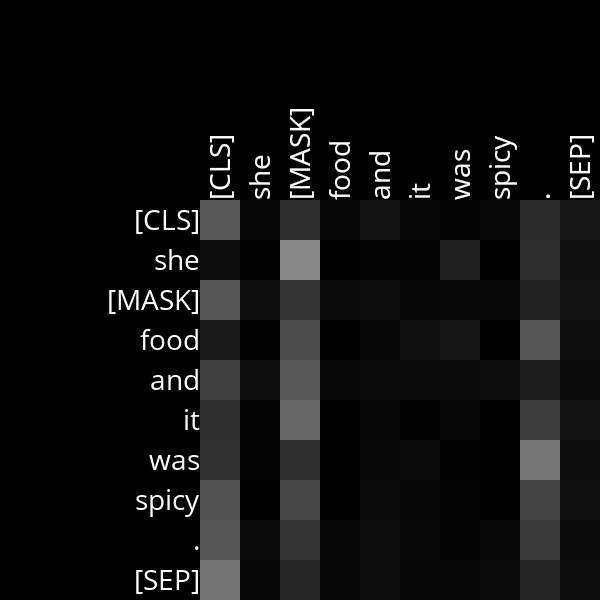 [CLS] she [MASK] food and it was spicy . [SEP]
[CLS]
she
[MASK]
food
and
it
was
spicy
.
[SEP]